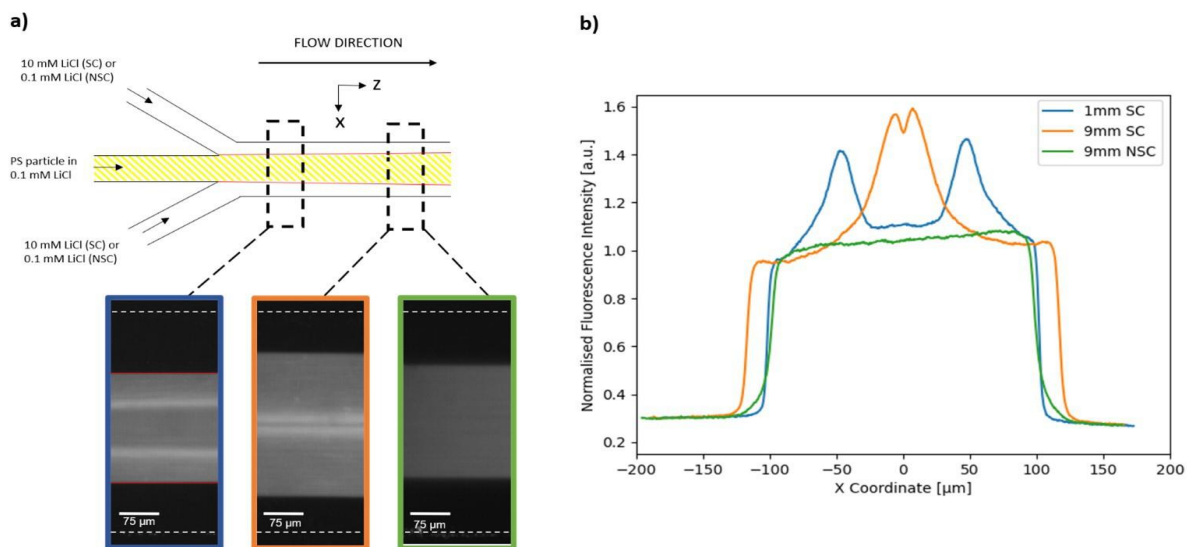 a)
FLOW DIRECTION
10 mM LiCl (SC) or
0.1 mM LiCl (NSC)
Z
X
PS particle in
0.1 mM LiCl
10 mM LiCl (SC) or
0.1 mM LiCl (NSC)
75 µm
75 µm
75 µm
b)
Normalised Fluorescence Intensity [a.u.]
1.6
1.4
1.2
1.0
0.8
0.6
0.4
0.2
1mm SC
9mm SC
9mm NSC
−200
−150
−100
−50
0
50
100
150
200
X Coordinate [µm]